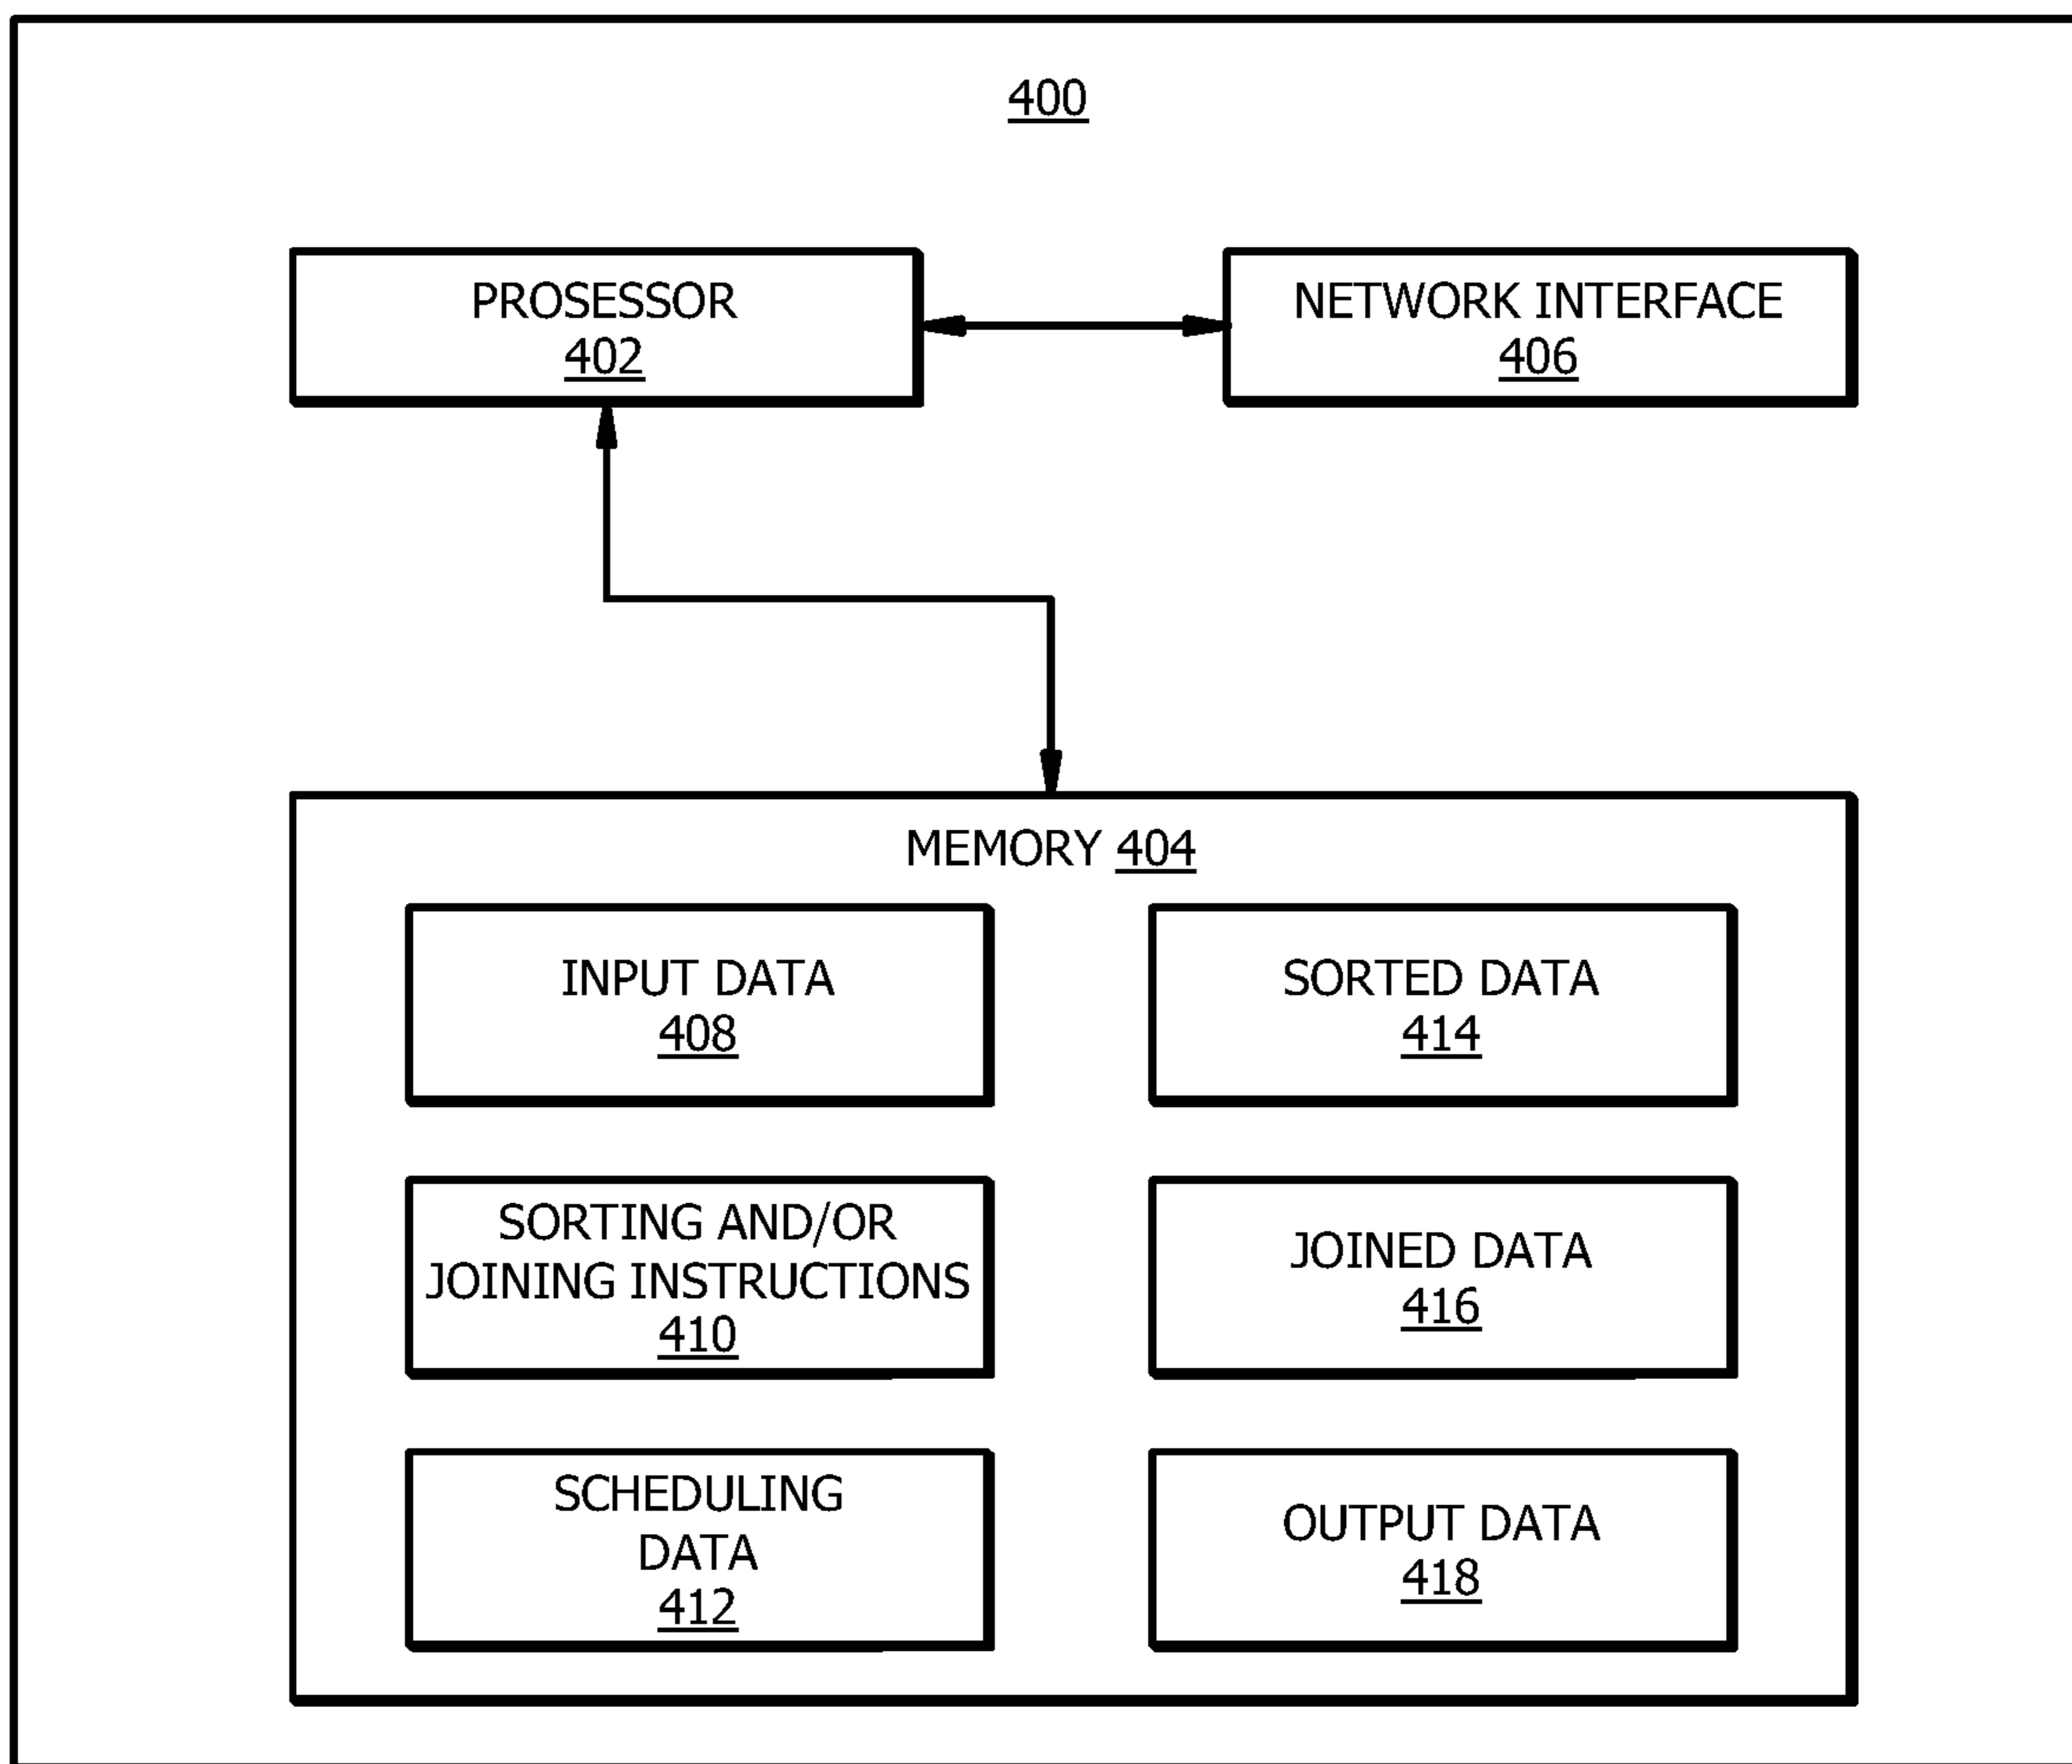 400
PROSESSOR
402
NETWORK INTERFACE
406
MEMORY 404
INPUT DATA
408
SORTED DATA
414
SORTING AND/OR
JOINING INSTRUCTIONS
410
JOINED DATA
416
SCHEDULING
DATA
412
OUTPUT DATA
418